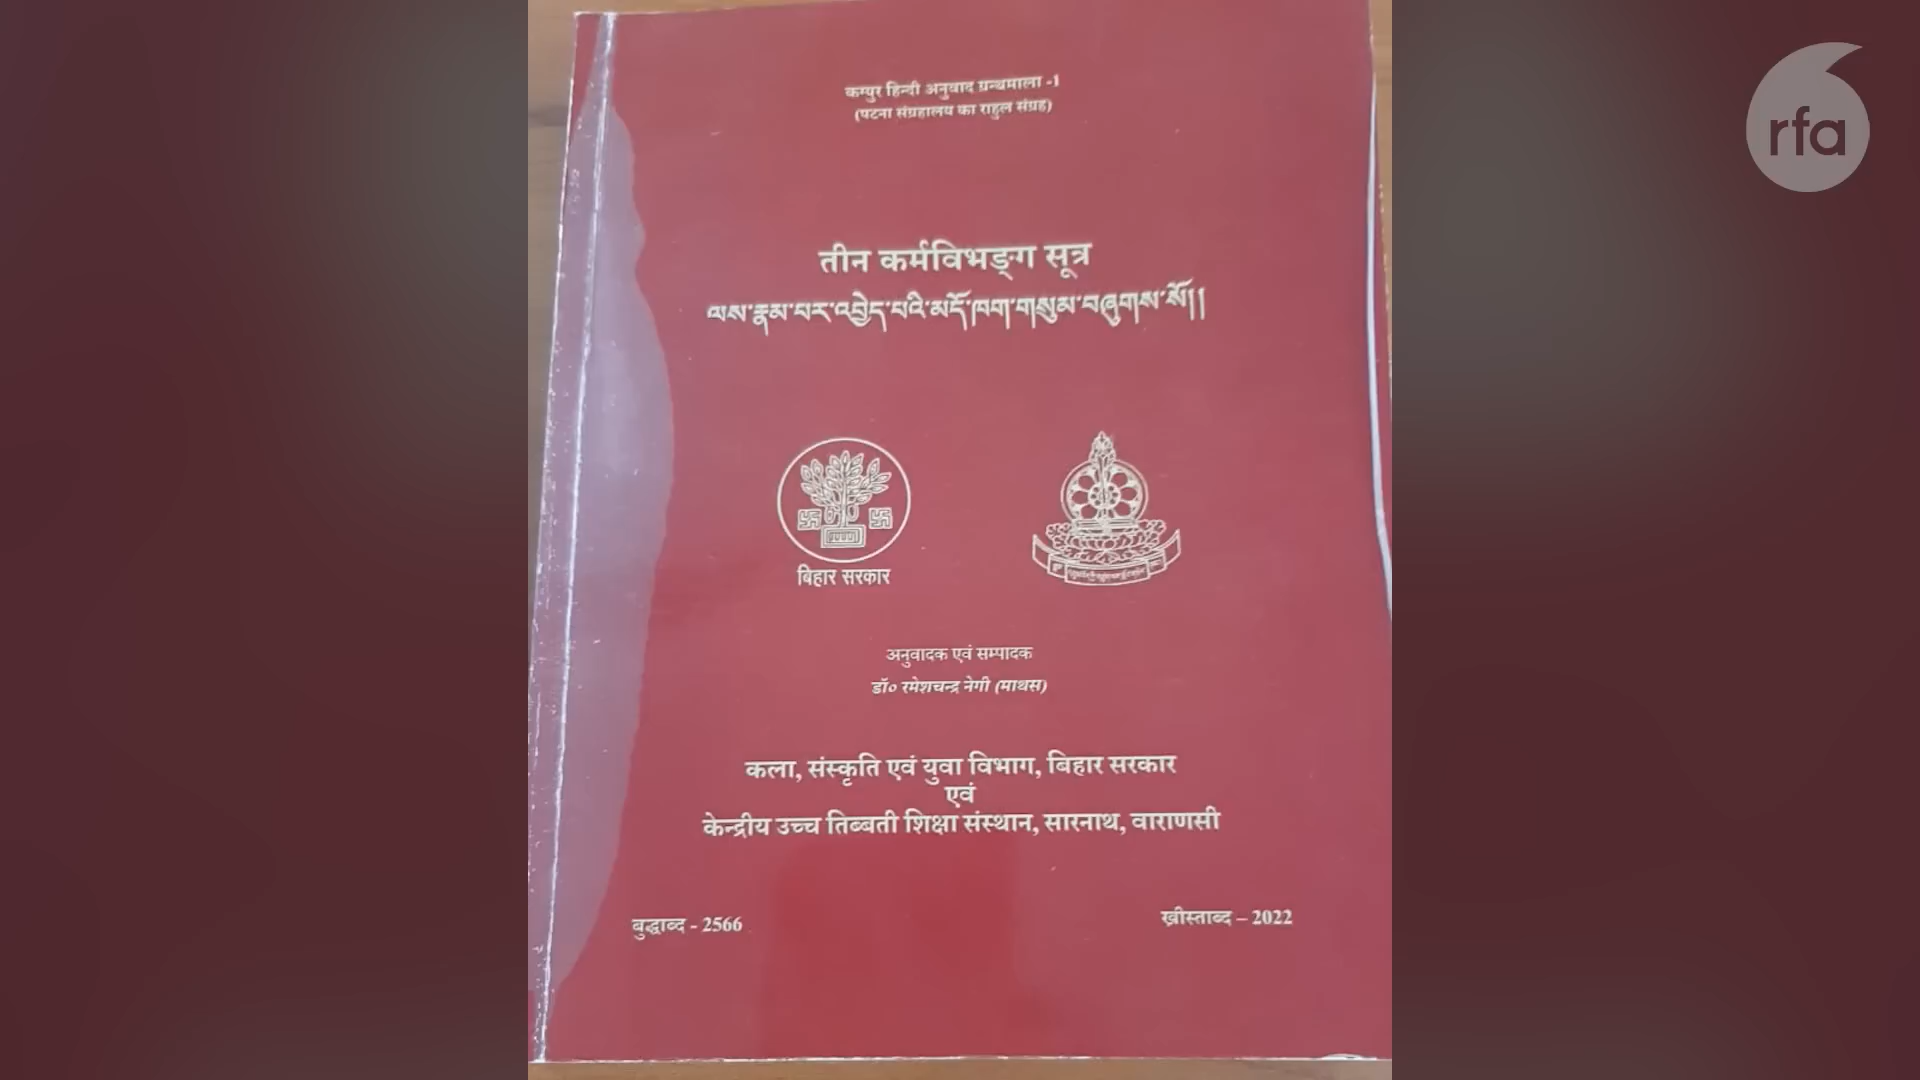 कग्युर हिन्दी अनुवाद ग्रन्थमाला -1
(पटना संग्रहालय का राहुल संग्रह)
तीन कर्मविभङ्ग सूत्र
ལས་རྣམ་པར་འབྱེད་པའི་མདོ་ཁག་གསུམ་བཞུགས་སོ།།
बिहार सरकार
अनुवादक एवं सम्पादक
डॉ० रमेशचन्द्र नेगी (माथस)
कला, संस्कृति एवं युवा विभाग, बिहार सरकार
एवं
केन्द्रीय उच्च तिब्बती शिक्षा संस्थान, सारनाथ, वाराणसी
बुद्धाब्द - 2566
ख्रीस्ताब्द – 2022
rfa